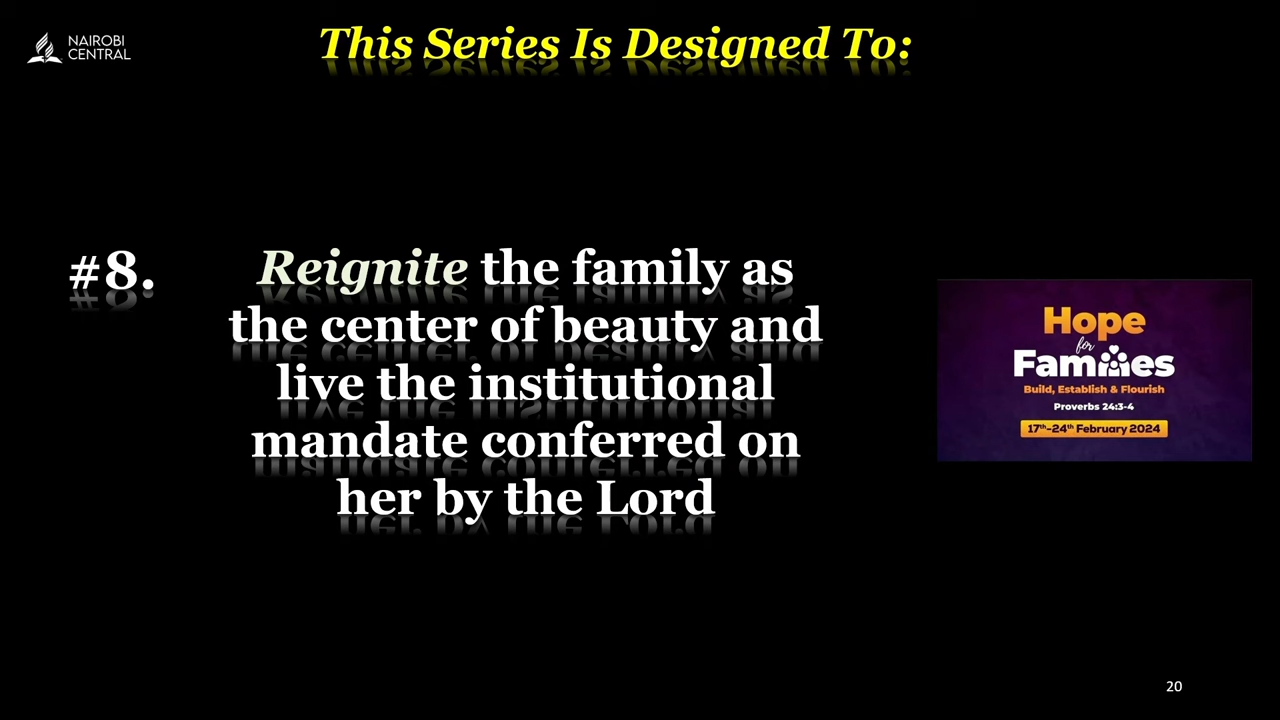 NAIROBI
CENTRAL
This Series Is Designed To:
#8.
Reignite the family as
the center of beauty and
live the institutional
mandate conferred on
her by the Lord
Hope
for
Families
Build, Establish & Flourish
Proverbs 24:3-4
17th-24th February 2024
20